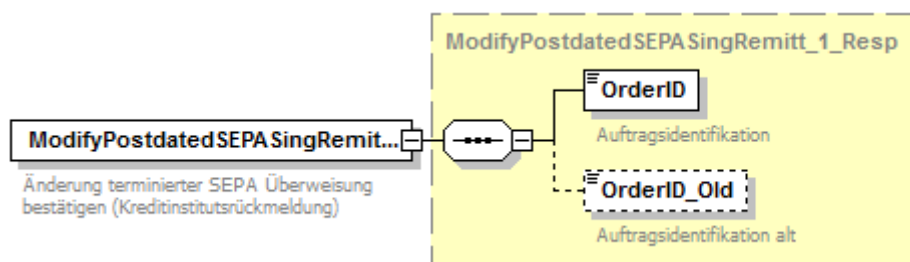 ModifyPostdatedSEPASingRemitt_1_Resp
OrderID
Auftragsidentifikation
ModifyPostdatedSEPASingRemit...
Änderung terminierter SEPA Überweisung
bestätigen (Kreditinstitutsrückmeldung)
OrderID_Old
Auftragsidentifikation alt